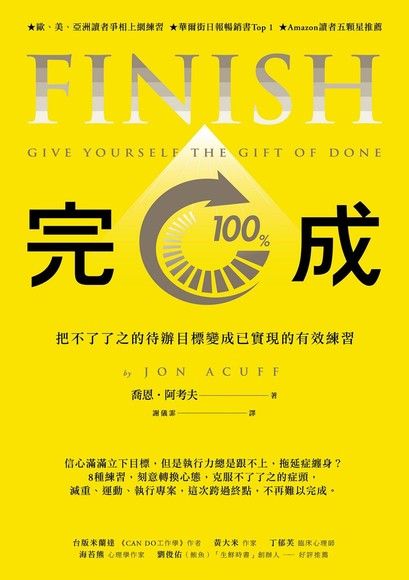 ★歐、美、亞洲讀者爭相上網練習 ★華爾街日報暢銷書Top 1 ★Amazon讀者五顆星推薦
FINISH
GIVE YOURSELF THE GIFT OF DONE
完成
100%
把不了了之的待辦目標變成已實現的有效練習
by JON ACUFF
喬恩・阿考夫——著
謝儀霏——譯
信心滿滿立下目標,但是執行力總是跟不上,拖延症纏身?
8種練習,刻意轉換心態,克服不了了之的症頭,
減重、運動、執行專案,這次跨過終點,不再難以完成。
台版米蘭達《CAN DO工作學》作者 黃大米 作家 丁郁芙 臨床心理師
海苔熊 心理學作家 劉俊佑(鮪魚)「生鮮時書」創辦人 — 好評推薦